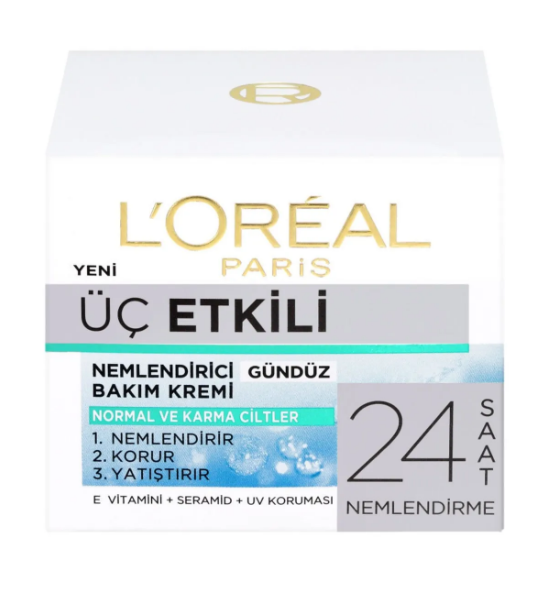 L'ORÉAL
PARİS
YENİ
ÜÇ ETKİLİ
NEMLENDİRİCİ GÜNDÜZ
BAKIM KREMİ
NORMAL VE KARMA CİLTLER
1. NEMLENDİRİR
2. KORUR
3. YATIŞTIRIR
E VİTAMİNİ + SERAMİD + UV KORUMASI
24 SAAT
NEMLENDİRME